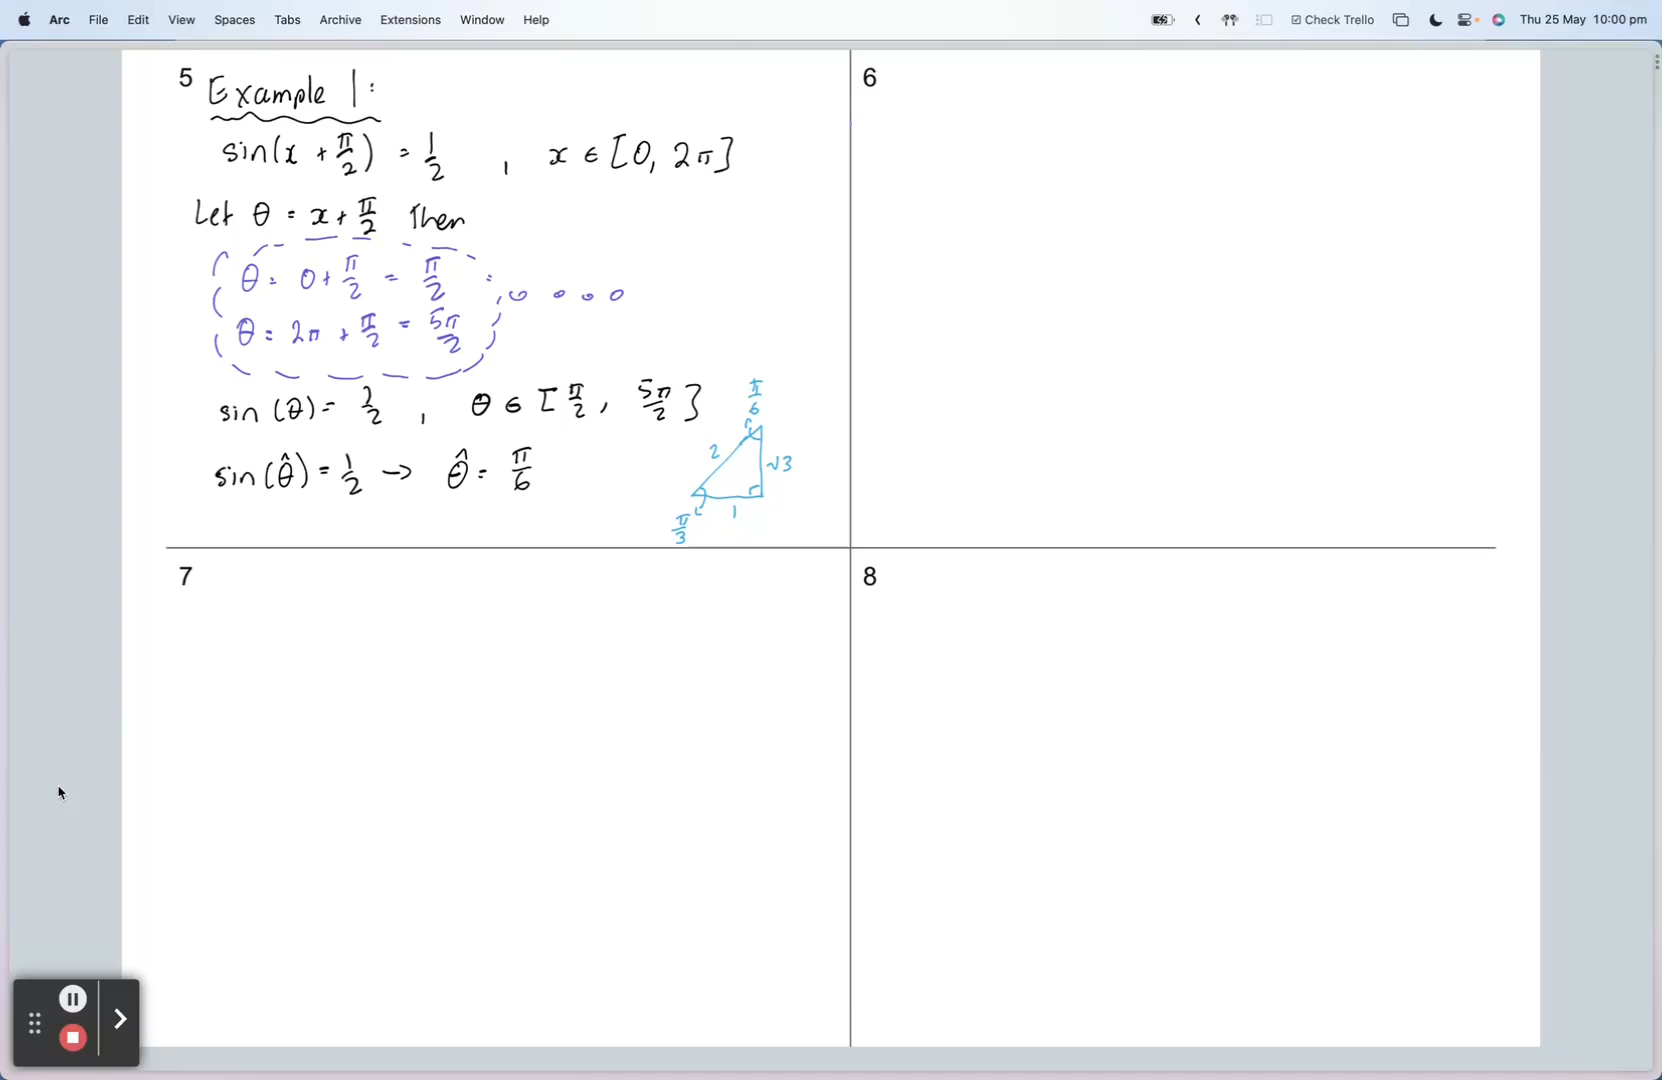 Arc File Edit View Spaces Tabs Archive Extensions Window Help
Check Trello
Thu 25 May 10:00 pm
5
Example 1:
sin(x + π/2) = 1/2 , x ∈ [0, 2π]
Let θ = x + π/2 Then
θ = 0 + π/2 = π/2
θ = 2π + π/2 = 5π/2
sin(θ) = 1/2 , θ ∈ [π/2, 5π/2]
sin(θ̂) = 1/2 → θ̂ = π/6
π/6
2
√3
1
π/3
6
7
8